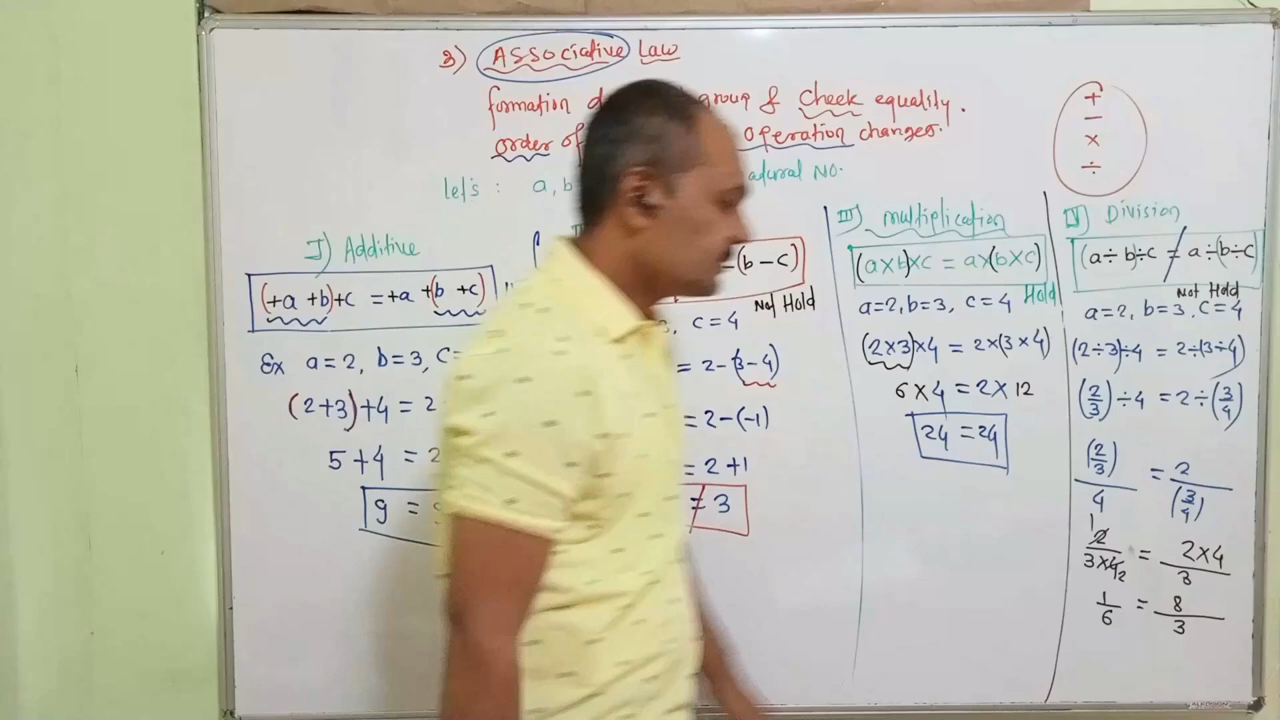 3) ASSociative Law
formation group & check equality.
order of operation changes.
let's : a, b No.
+
−
×
÷
I) Additive
(+a +b)+c = +a +(b +c)
Ex a=2, b=3, c=
(2+3)+4 = 2
5+4 = 2
9 =
−(b−c)
Not Hold
c=4
= 2−(3−4)
= 2−(−1)
= 2+1
≠ 3
III) multiplication
(a×b)×c = a×(b×c)
a=2, b=3, c=4 Hold
(2×3)×4 = 2×(3×4)
6×4 = 2×12
24 = 24
IV) Division
(a÷b)÷c ≠ a÷(b÷c)
Not Hold
a=2, b=3, c=4
(2÷3)÷4 = 2÷(3÷4)
(2/3)÷4 = 2÷(3/4)
(2/3)/4 = 2/(3/4)
1
2/3×4 2 = 2×4/3
1/6 = 8/3